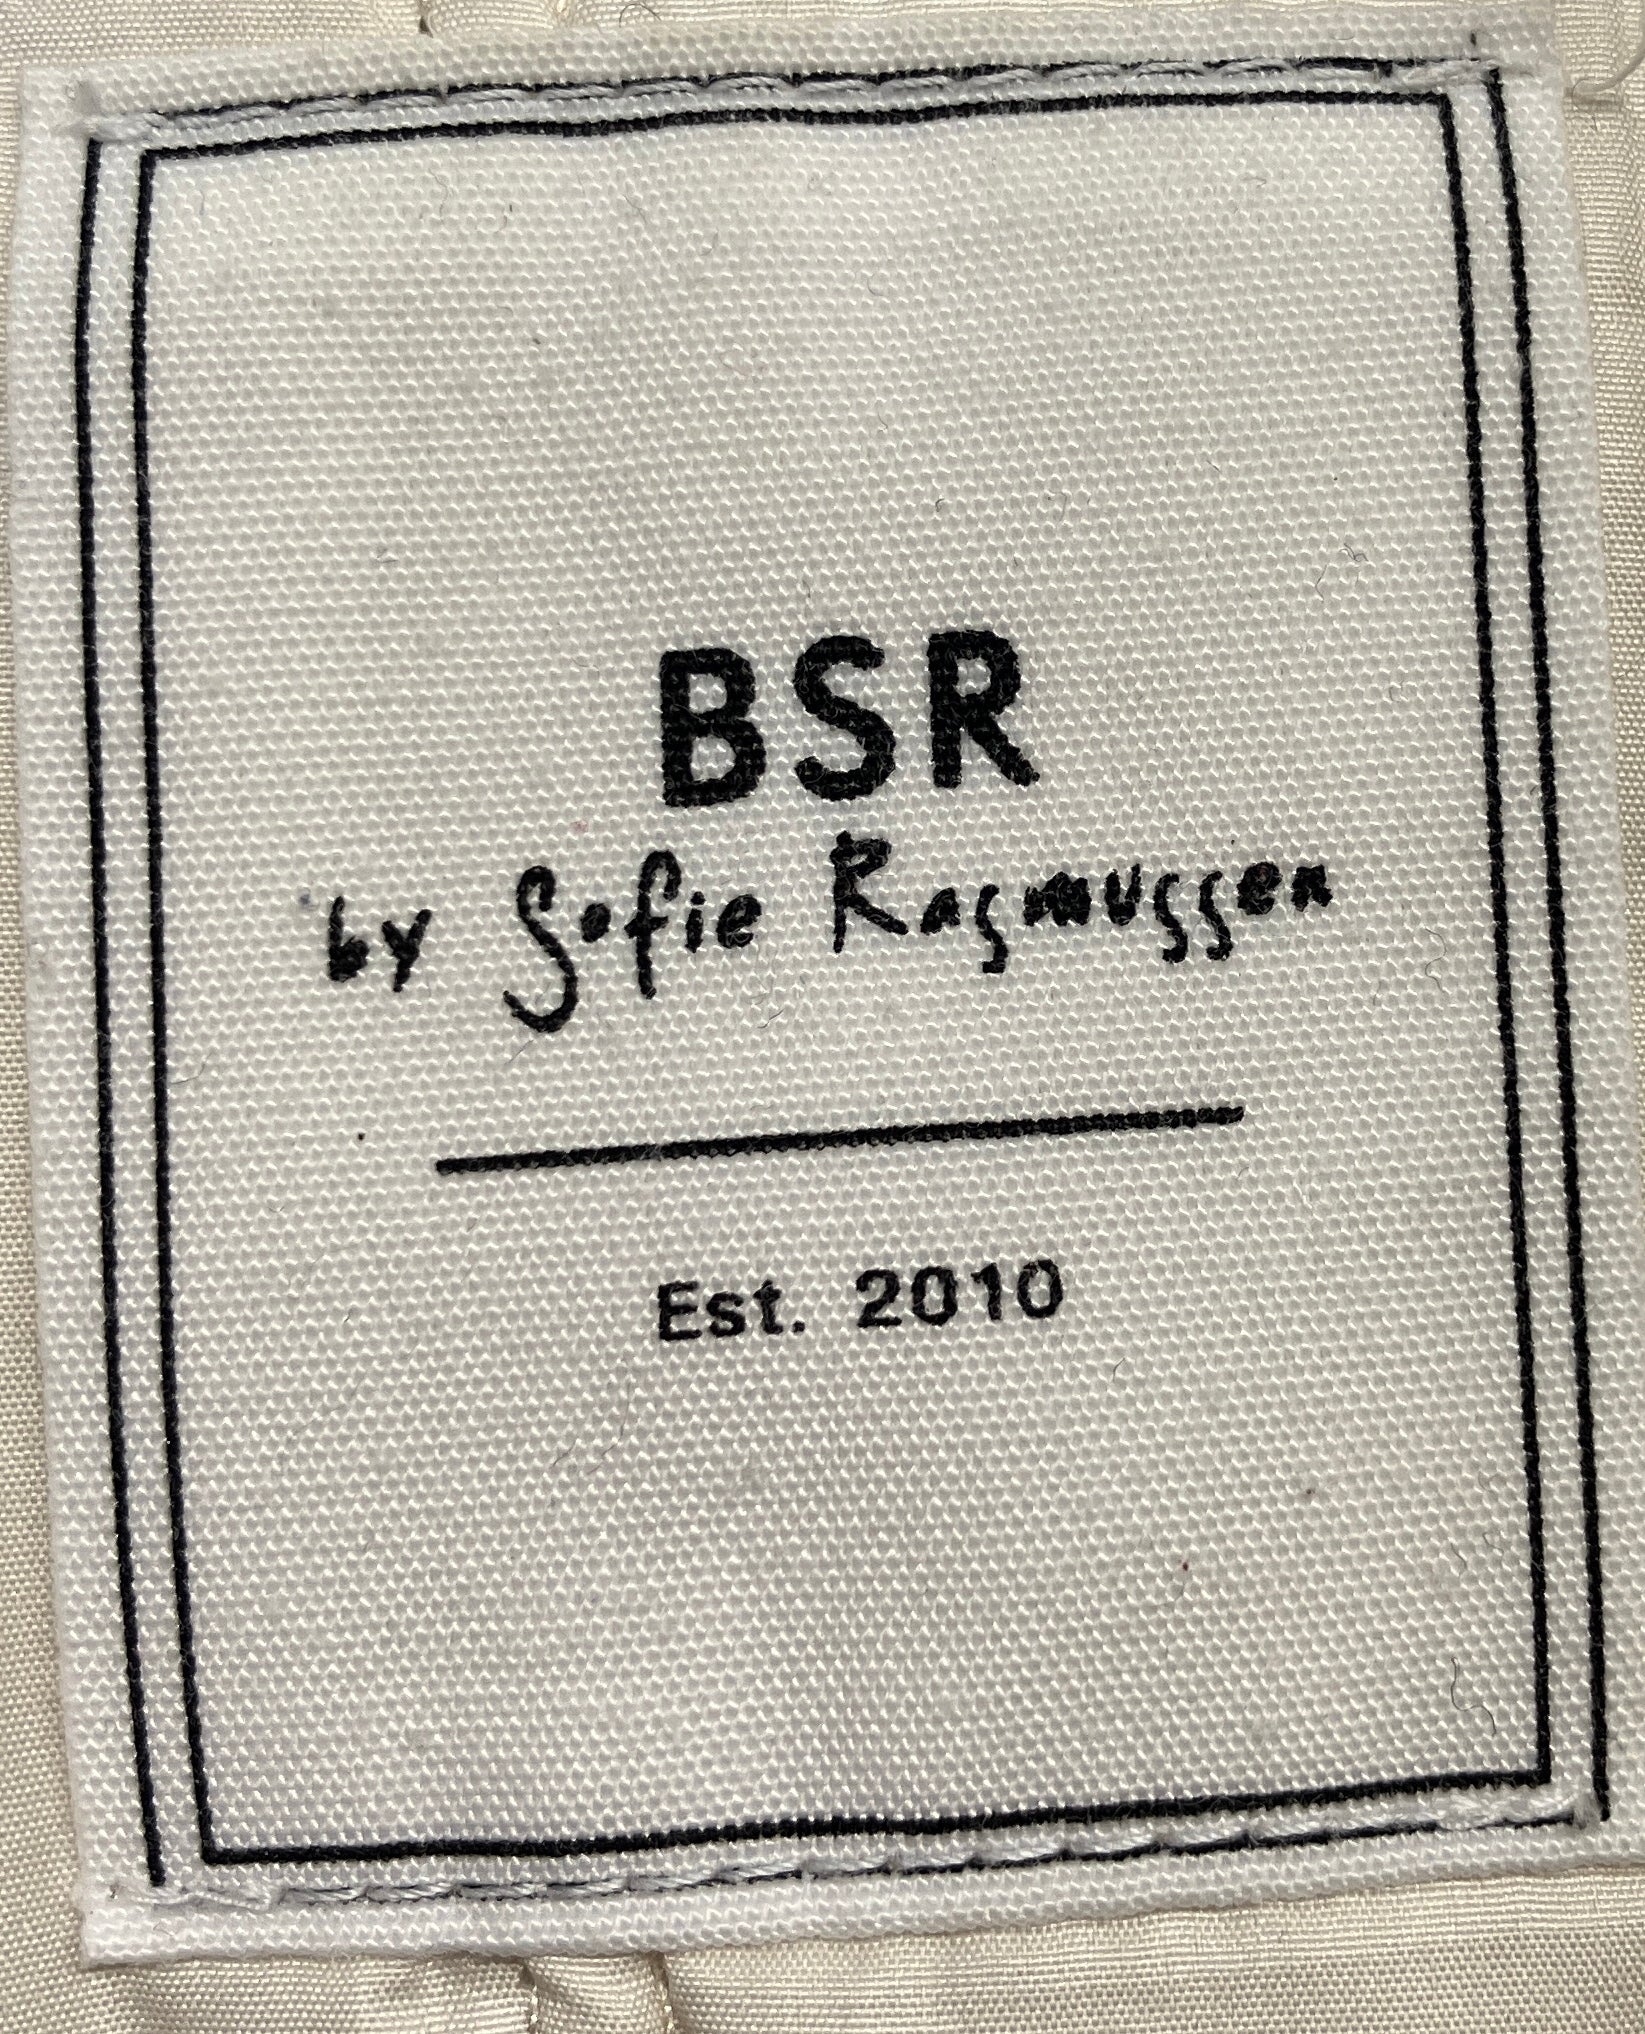 BSR
by Sofie Rasmussen
Est. 2010